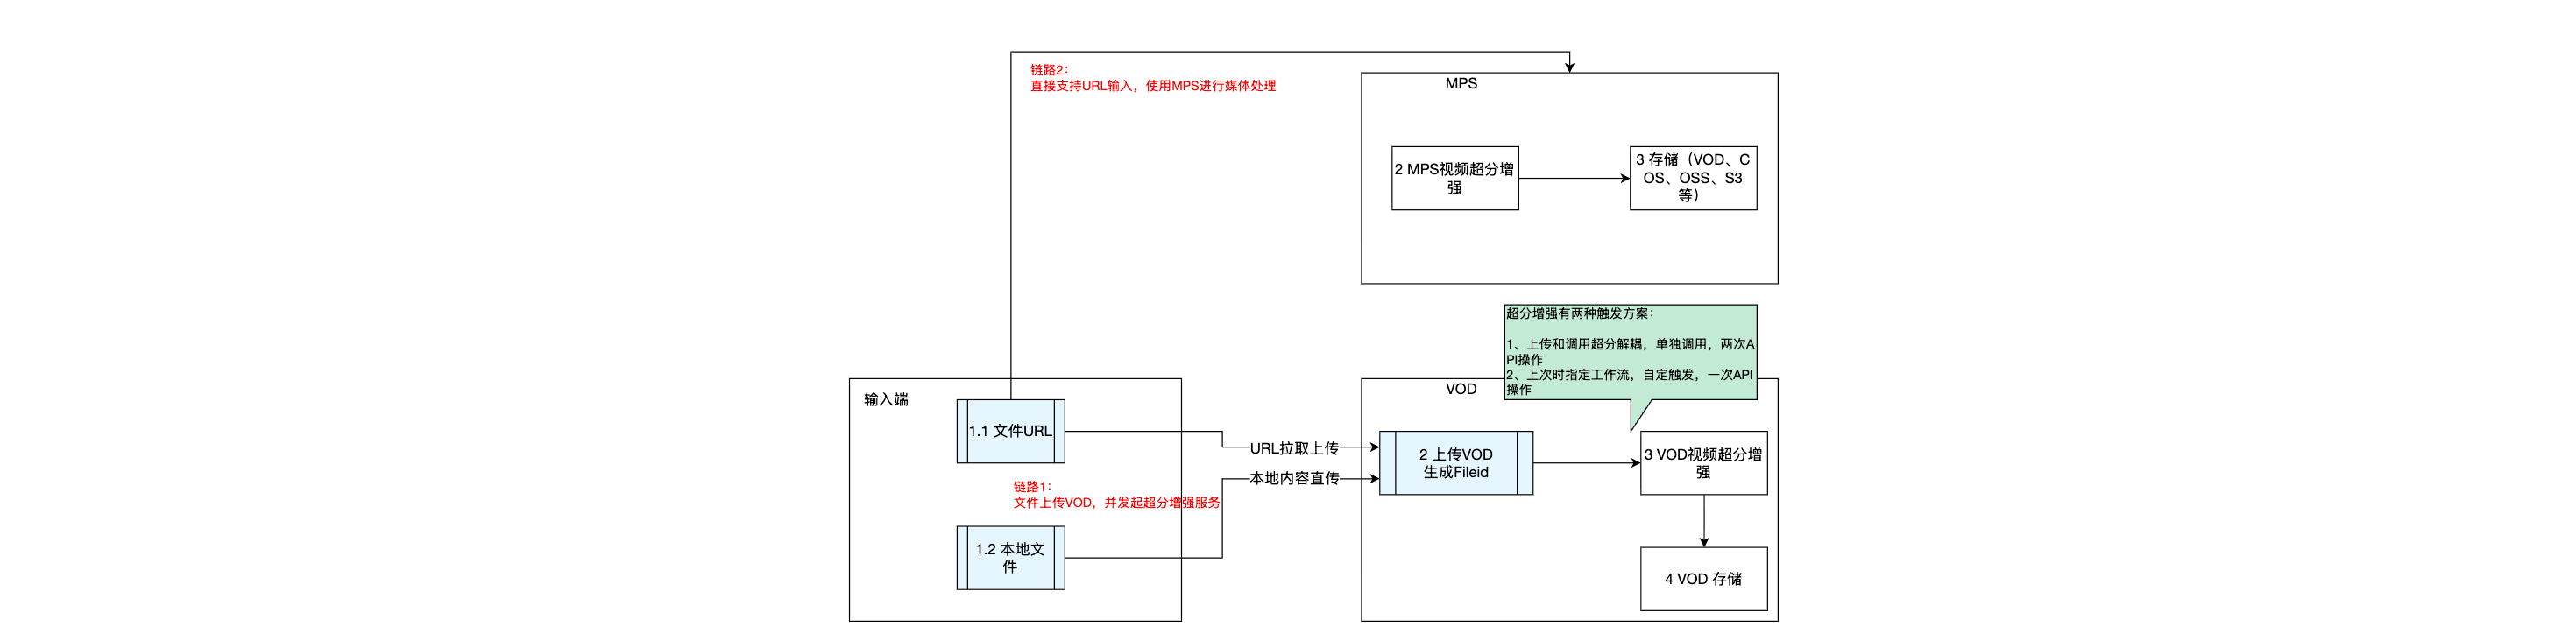 链路2：
直接支持URL输入，使用MPS进行媒体处理
MPS
2 MPS视频超分增
强
3 存储（VOD、C
OS、OSS、S3
等）
超分增强有两种触发方案：
1、上传和调用超分解耦，单独调用，两次A
PI操作
2、上次时指定工作流，自定触发，一次API
操作
输入端
VOD
1.1 文件URL
URL拉取上传
本地内容直传
2 上传VOD
生成Fileid
3 VOD视频超分增
强
链路1：
文件上传VOD，并发起超分增强服务
1.2 本地文
件
4 VOD 存储